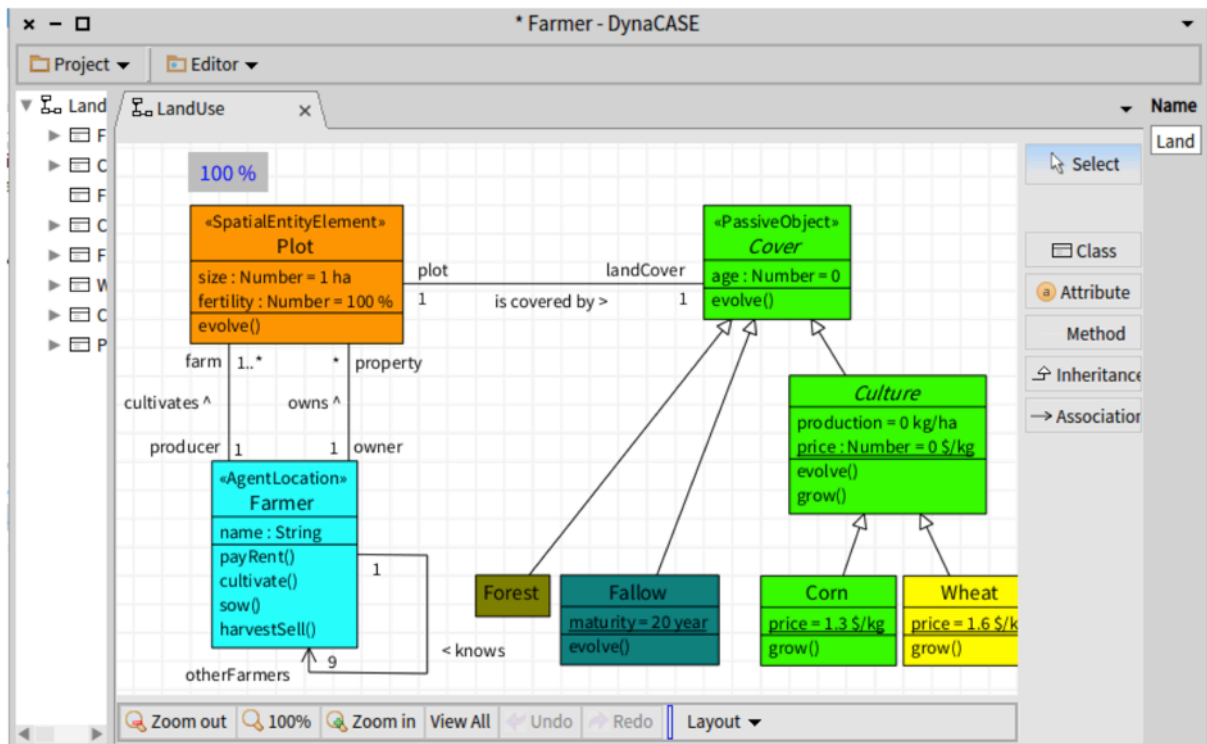 * Farmer - DynaCASE
Project
Editor
Land
F
C
F
C
F
W
C
P
LandUse
Name
Land
100 %
«SpatialEntityElement»
Plot
size : Number = 1 ha
fertility : Number = 100 %
evolve()
plot
landCover
1
is covered by >
1
«PassiveObject»
Cover
age : Number = 0
evolve()
farm
1..*
*
property
cultivates ^
owns ^
producer
1
1
owner
«AgentLocation»
Farmer
name : String
payRent()
cultivate()
sow()
harvestSell()
1
< knows
9
otherFarmers
Culture
production = 0 kg/ha
price : Number = 0 $/kg
evolve()
grow()
Forest
Fallow
maturity = 20 year
evolve()
Corn
price = 1.3 $/kg
grow()
Wheat
price = 1.6 $/k
grow()
Select
Class
a Attribute
Method
Inheritance
Association
Zoom out
100%
Zoom in
View All
Undo
Redo
Layout